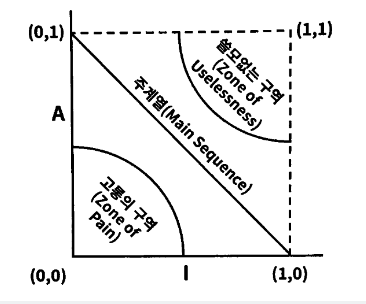 (0,1)
(1,1)
쓸모없는 구역
(Zone of
Uselessness)
A
주계열(Main Sequence)
고통의 구역
(Zone of
Pain)
(0,0)
I
(1,0)